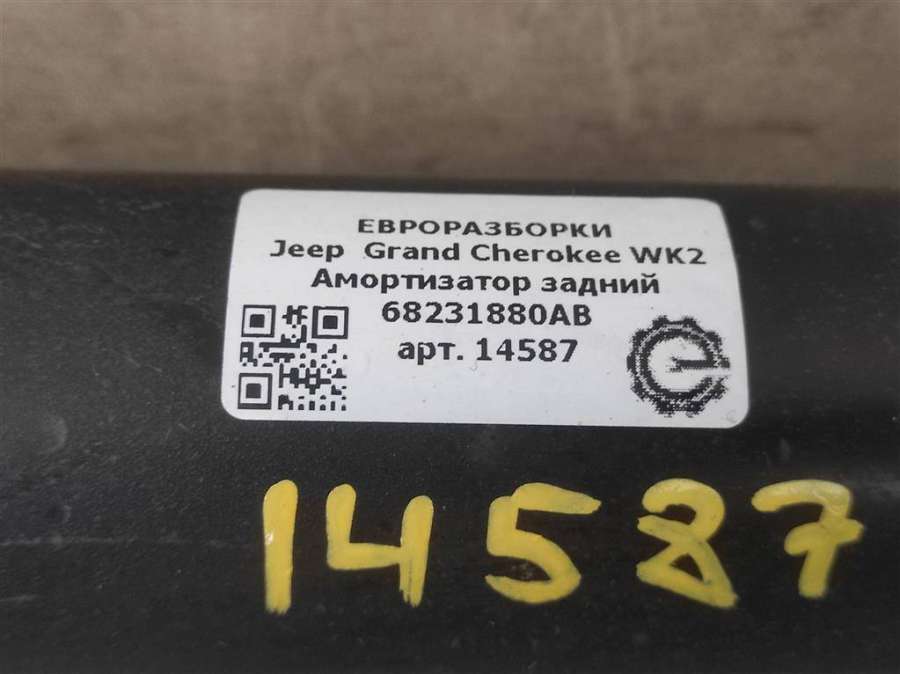 ЕВРОРАЗБОРКИ
Jeep Grand Cherokee WK2
Амортизатор задний
68231880AB
арт. 14587
14587